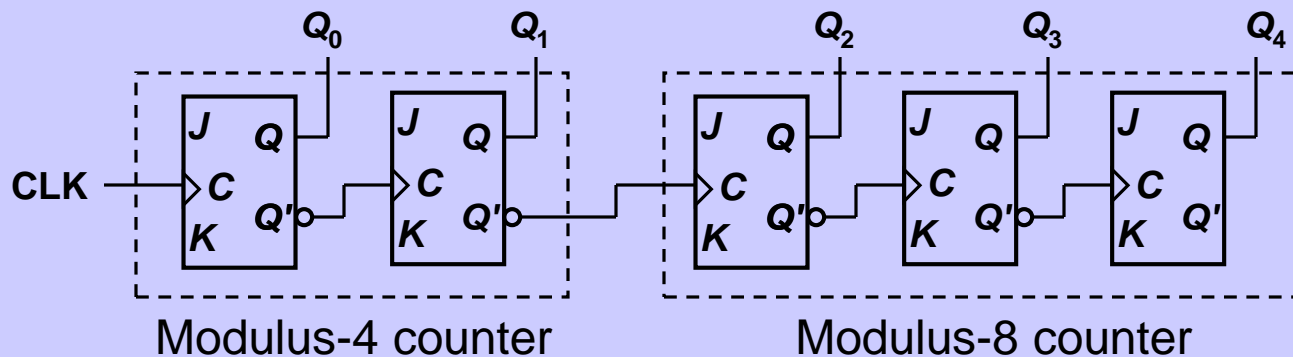 Q0 Q1 Q2 Q3 Q4
J Q J Q J Q J Q J Q
CLK C C C C C
K Q' K Q' K Q' K Q' K Q'
Modulus-4 counter Modulus-8 counter